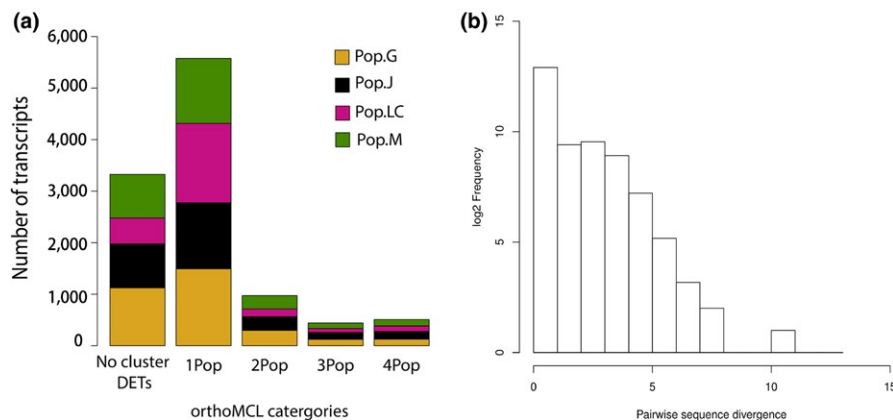 (a)
Number of transcripts
6,000
5,000
4,000
3,000
2,000
1,000
0
Pop.G
Pop.J
Pop.LC
Pop.M
No cluster
DETs
1Pop
2Pop
3Pop
4Pop
orthoMCL catergories
(b)
log2 Frequency
15
10
5
0
0
5
10
15
Pairwise sequence divergence